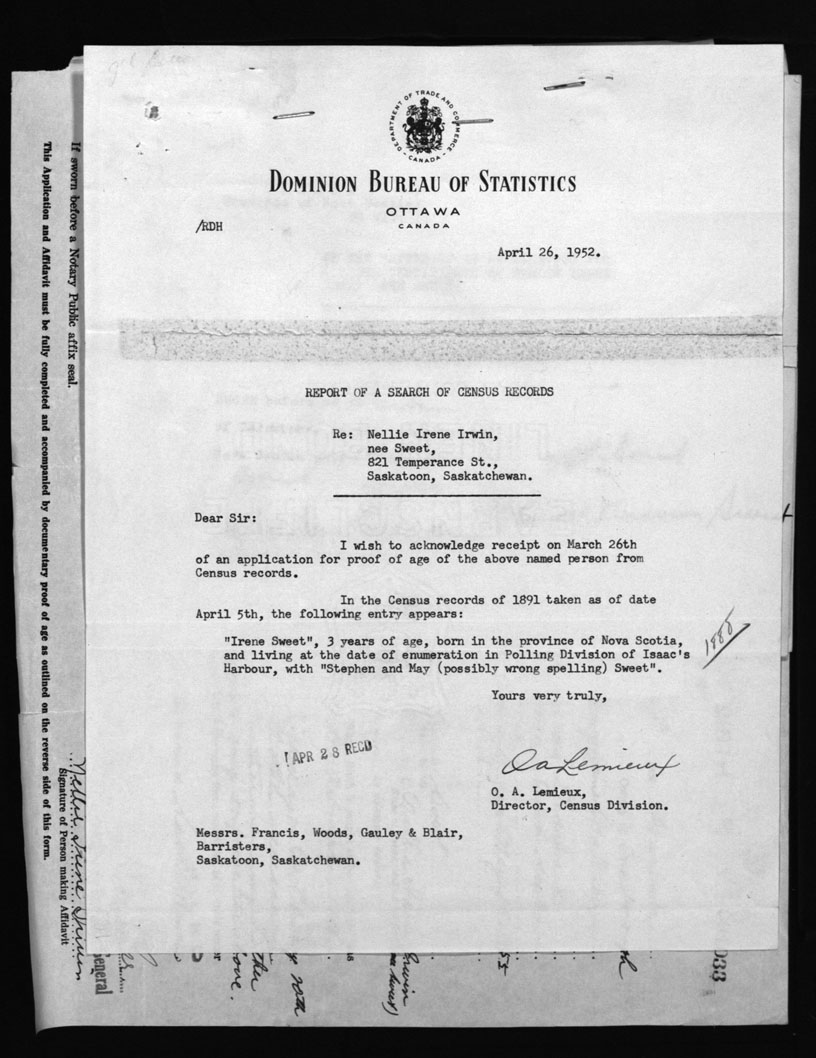 DEPARTMENT OF TRADE AND COMMERCE
CANADA
DOMINION BUREAU OF STATISTICS
OTTAWA
CANADA
/RDH
April 26, 1952.
REPORT OF A SEARCH OF CENSUS RECORDS
Re: Nellie Irene Irwin,
nee Sweet,
821 Temperance St.,
Saskatoon, Saskatchewan.
Dear Sir:
I wish to acknowledge receipt on March 26th
of an application for proof of age of the above named person from
Census records.
In the Census records of 1891 taken as of date
April 5th, the following entry appears:
"Irene Sweet", 3 years of age, born in the province of Nova Scotia,
and living at the date of enumeration in Polling Division of Isaac's
Harbour, with "Stephen and May (possibly wrong spelling) Sweet".
1888
Yours very truly,
APR 28 REC'D
O A Lemieux
O. A. Lemieux,
Director, Census Division.
Messrs. Francis, Woods, Gauley & Blair,
Barristers,
Saskatoon, Saskatchewan.
If sworn before a Notary Public affix seal.
This Application and Affidavit must be fully completed and accompanied by documentary proof of age as outlined on the reverse side of this form.
Nellie Irene Irwin
Signature of Person making Affidavit
General